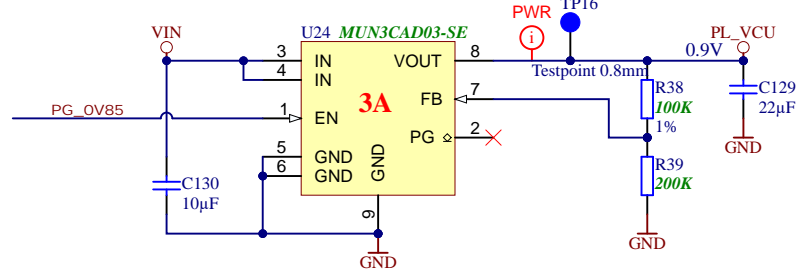 PWR
TP16
VIN
U24 MUN3CAD03-SE
PL_VCU
3 IN
VOUT 8
0.9V
4 IN
Testpoint 0.8mm
3A
FB 7
R38
100K
1%
C129
22µF
PG_0V85
1 EN
PG 2
GND
5 GND
6 GND
GND
C130
10µF
R39
200K
9
GND
GND